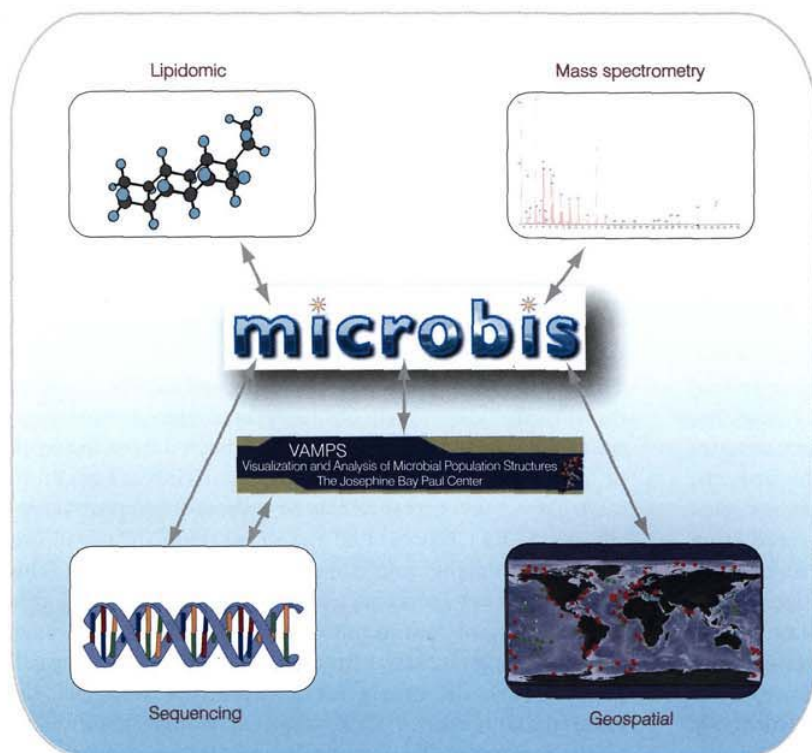 Lipidomic
Mass spectrometry
microbis
VAMPS
Visualization and Analysis of Microbial Population Structures
The Josephine Bay Paul Center
Sequencing
Geospatial